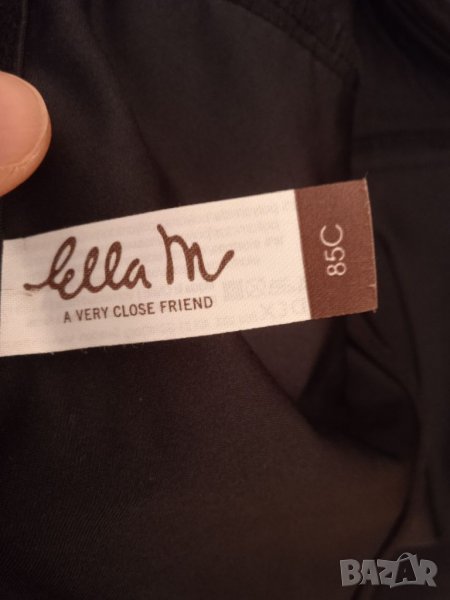 Ella M
A VERY CLOSE FRIEND
85C
BAZAR